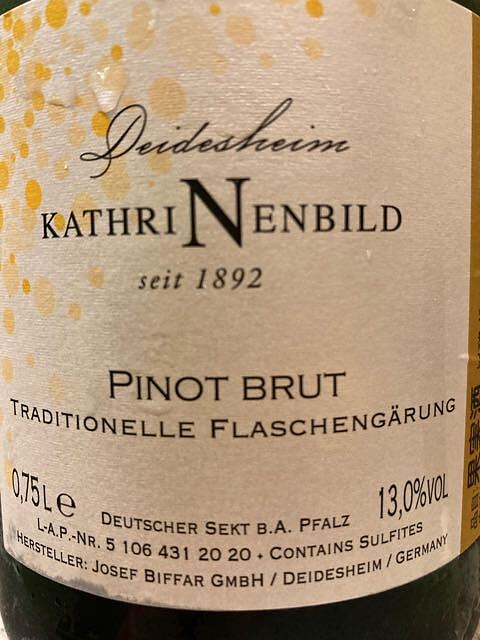 Deidesheim
KATHRINENBILD
seit 1892
PINOT BRUT
TRADITIONELLE FLASCHENGÄRUNG
0,75 L e 13,0%VOL
DEUTSCHER SEKT B.A. PFALZ
L-A.P.-NR. 5 106 431 20 20 • CONTAINS SULFITES
HERSTELLER: JOSEF BIFFAR GMBH / DEIDESHEIM / GERMANY